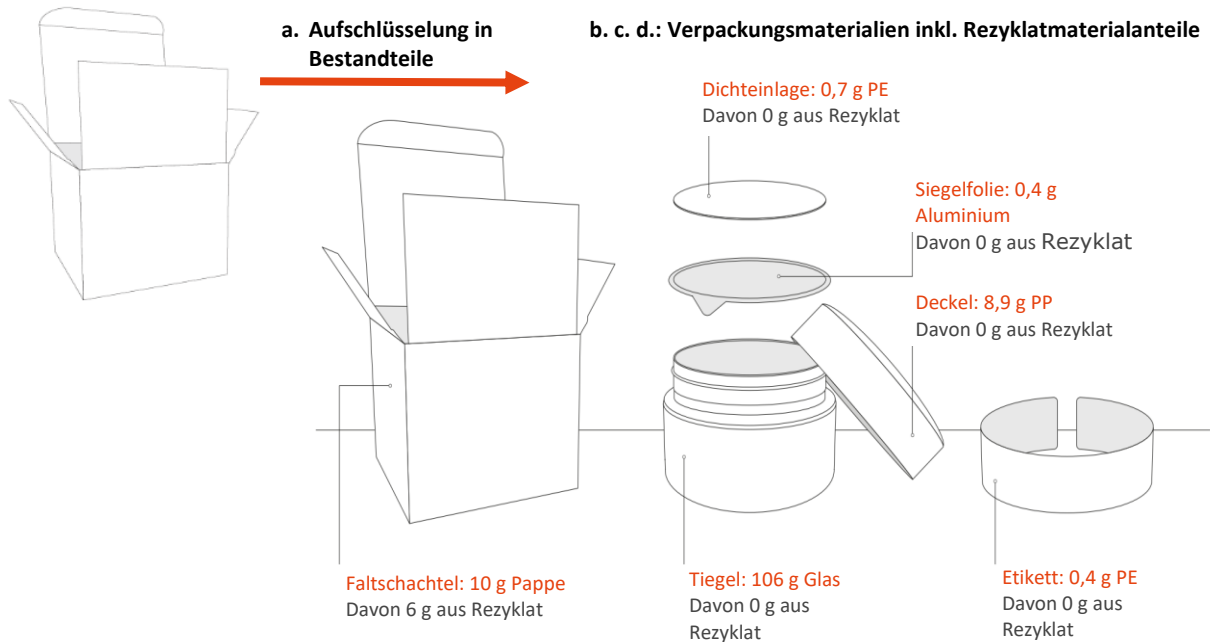 a. Aufschlüsselung in
Bestandteile
b. c. d.: Verpackungsmaterialien inkl. Rezyklatmaterialanteile
Dichteinlage: 0,7 g PE
Davon 0 g aus Rezyklat
Siegelfolie: 0,4 g
Aluminium
Davon 0 g aus Rezyklat
Deckel: 8,9 g PP
Davon 0 g aus Rezyklat
Faltschachtel: 10 g Pappe
Davon 6 g aus Rezyklat
Tiegel: 106 g Glas
Davon 0 g aus
Rezyklat
Etikett: 0,4 g PE
Davon 0 g aus
Rezyklat